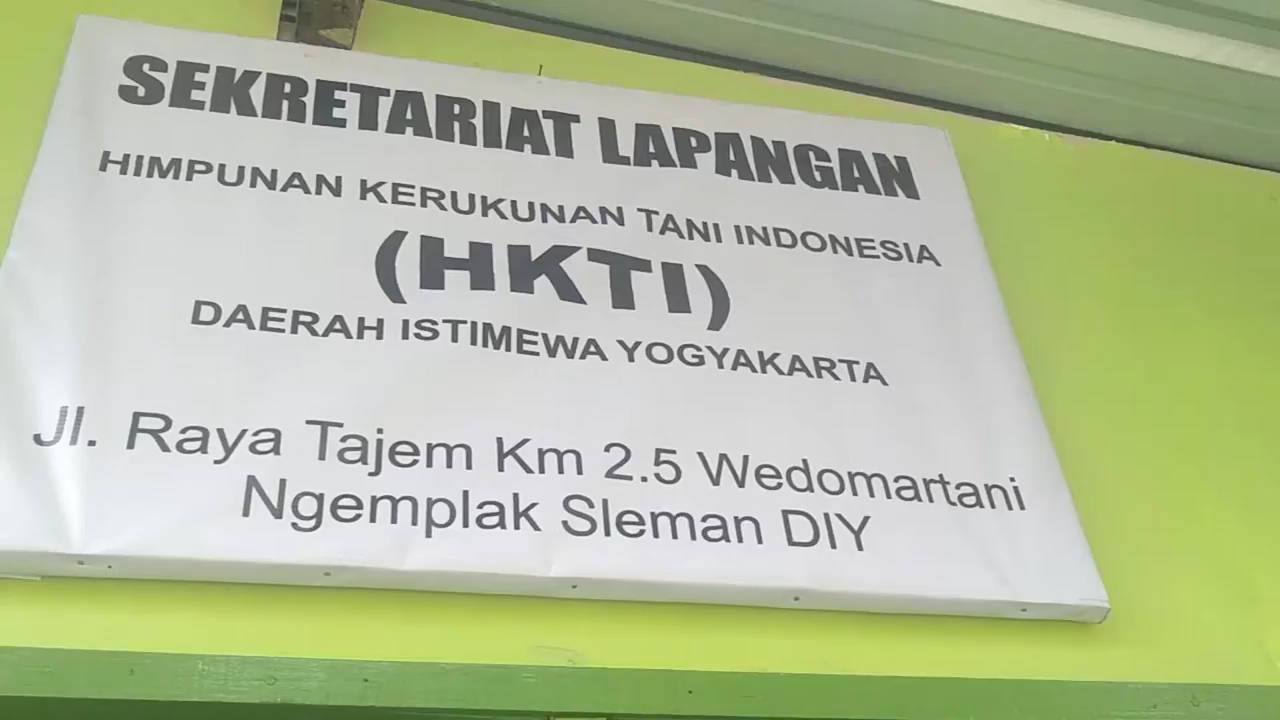 SEKRETARIAT LAPANGAN
HIMPUNAN KERUKUNAN TANI INDONESIA
(HKTI)
DAERAH ISTIMEWA YOGYAKARTA
Jl. Raya Tajem Km 2.5 Wedomartani
Ngemplak Sleman DIY